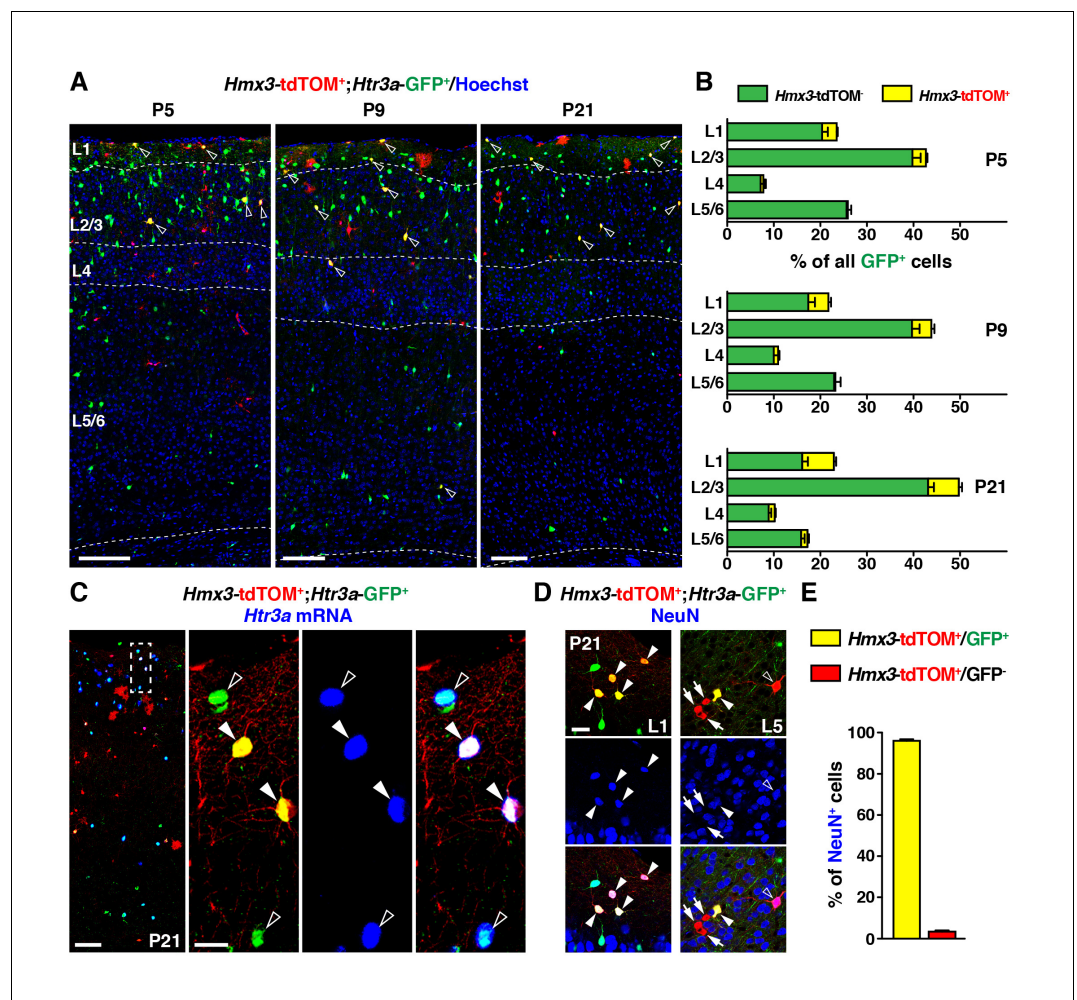 A
Hmx3-tdTOM⁺;Htr3a-GFP⁺/Hoechst
P5
P9
P21
L1
L2/3
L4
L5/6
B
Hmx3-tdTOM⁻
Hmx3-tdTOM⁺
L1
L2/3
L4
L5/6
P5
0 10 20 30 40 50
% of all GFP⁺ cells
L1
L2/3
L4
L5/6
P9
0 10 20 30 40 50
L1
L2/3
L4
L5/6
P21
0 10 20 30 40 50
C
Hmx3-tdTOM⁺;Htr3a-GFP⁺
Htr3a mRNA
P21
D
Hmx3-tdTOM⁺;Htr3a-GFP⁺
NeuN
P21
L1
L5
E
Hmx3-tdTOM⁺/GFP⁺
Hmx3-tdTOM⁺/GFP⁻
% of NeuN⁺ cells
100
80
60
40
20
0